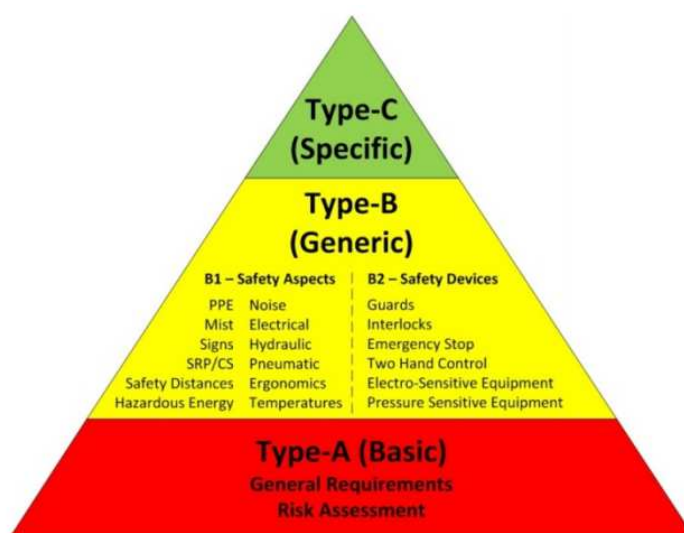 Type-C
(Specific)
Type-B
(Generic)
B1 – Safety Aspects
PPE Noise
Mist Electrical
Signs Hydraulic
SRP/CS Pneumatic
Safety Distances Ergonomics
Hazardous Energy Temperatures
B2 – Safety Devices
Guards
Interlocks
Emergency Stop
Two Hand Control
Electro-Sensitive Equipment
Pressure Sensitive Equipment
Type-A (Basic)
General Requirements
Risk Assessment